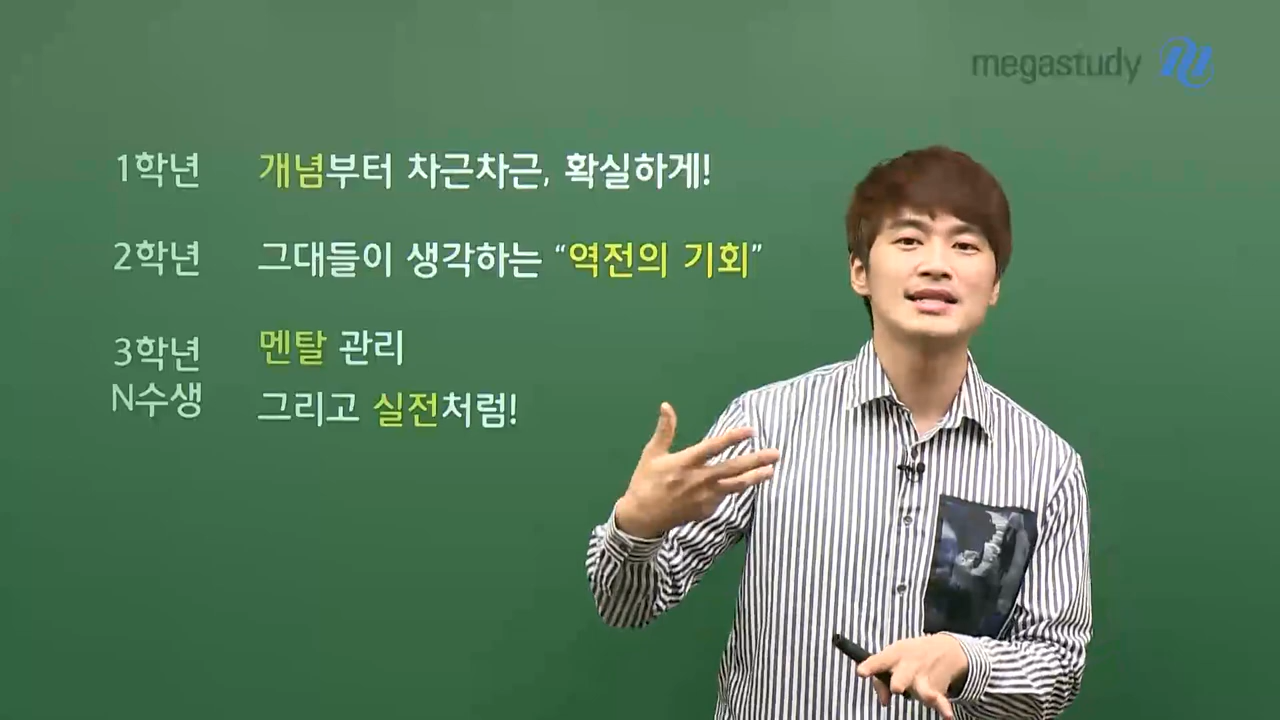 megastudy
1학년 개념부터 차근차근, 확실하게!
2학년 그대들이 생각하는 “역전의 기회”
3학년 멘탈 관리
N수생 그리고 실전처럼!